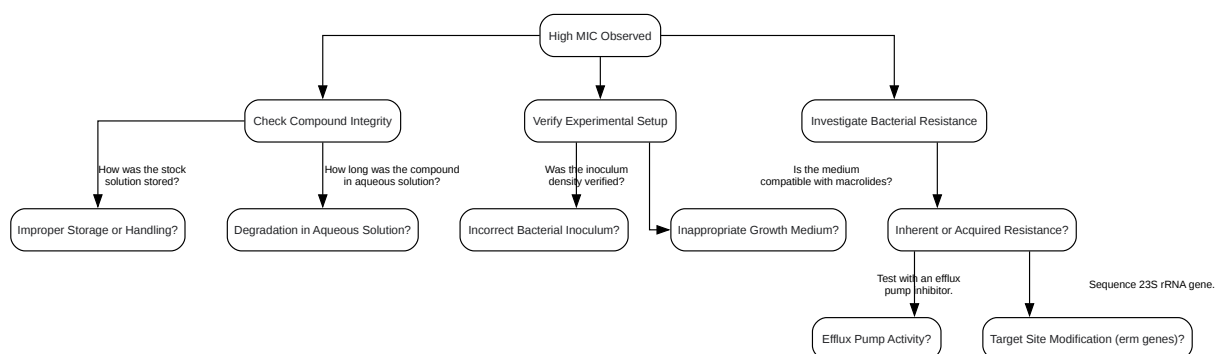 High MIC Observed
Check Compound Integrity
Verify Experimental Setup
Investigate Bacterial Resistance
How was the stock
solution stored?
How long was the compound
in aqueous solution?
Was the inoculum
density verified?
Is the medium
compatible with macrolides?
Improper Storage or Handling?
Degradation in Aqueous Solution?
Incorrect Bacterial Inoculum?
Inappropriate Growth Medium?
Inherent or Acquired Resistance?
Test with an efflux
pump inhibitor.
Sequence 23S rRNA gene.
Efflux Pump Activity?
Target Site Modification (erm genes)?